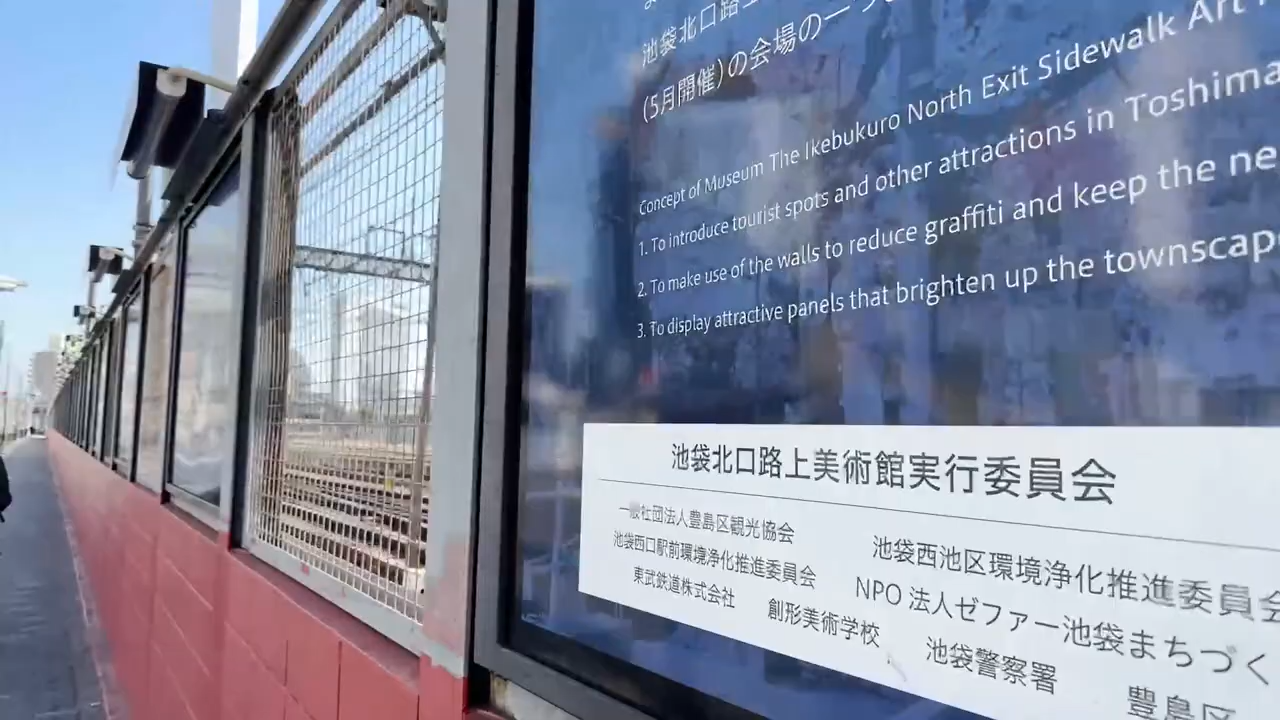 池袋北口路上
(5月開催)の会場の一つ
Concept of Museum The Ikebukuro North Exit Sidewalk Art
1. To introduce tourist spots and other attractions in Toshima
2. To make use of the walls to reduce graffiti and keep the ne
3. To display attractive panels that brighten up the townscap
池袋北口路上美術館実行委員会
一般社団法人豊島区観光協会
池袋西池区環境浄化推進委員会
池袋西口駅前環境浄化推進委員会
NPO 法人ゼファー池袋まちづく
東武鉄道株式会社 創形美術学校 池袋警察署 豊島区